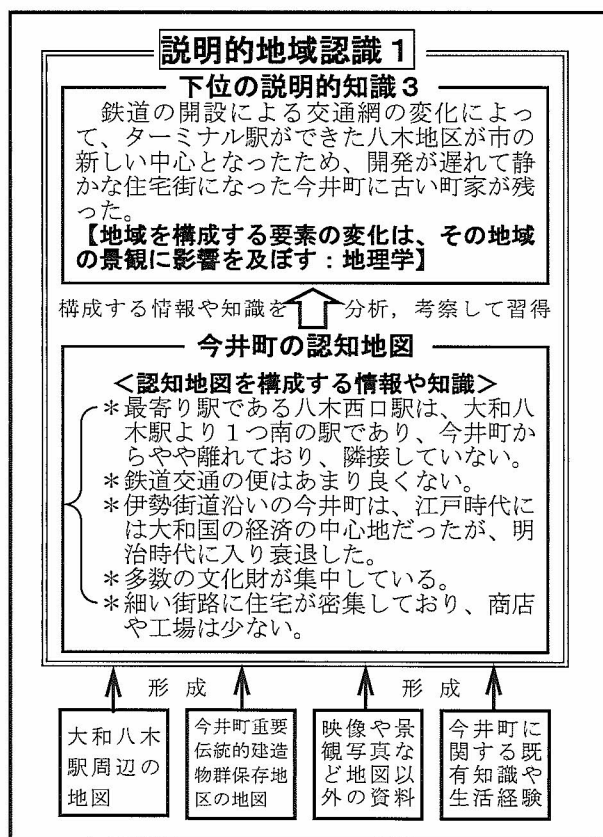 説明的地域認識1
下位の説明的知識3
鉄道の開設による交通網の変化によっ
て、ターミナル駅ができた八木地区が市の
新しい中心となったため、開発が遅れて静
かな住宅街になった今井町に古い町家が残
った。
【地域を構成する要素の変化は、その地域
の景観に影響を及ぼす：地理学】
構成する情報や知識を 分析，考察して習得
今井町の認知地図
＜認知地図を構成する情報や知識＞
＊最寄り駅である八木西口駅は、大和八
木駅より１つ南の駅であり、今井町か
らやや離れており、隣接していない。
＊鉄道交通の便はあまり良くない。
＊伊勢街道沿いの今井町は、江戸時代に
は大和国の経済の中心地だったが、明
治時代に入り衰退した。
＊多数の文化財が集中している。
＊細い街路に住宅が密集しており、商店
や工場は少ない。
形成 形成
大和八木
駅周辺の
地図
今井町重要
伝統的建造
物群保存地
区の地図
映像や景
観写真な
ど地図以
外の資料
今井町に
関する既
有知識や
生活経験